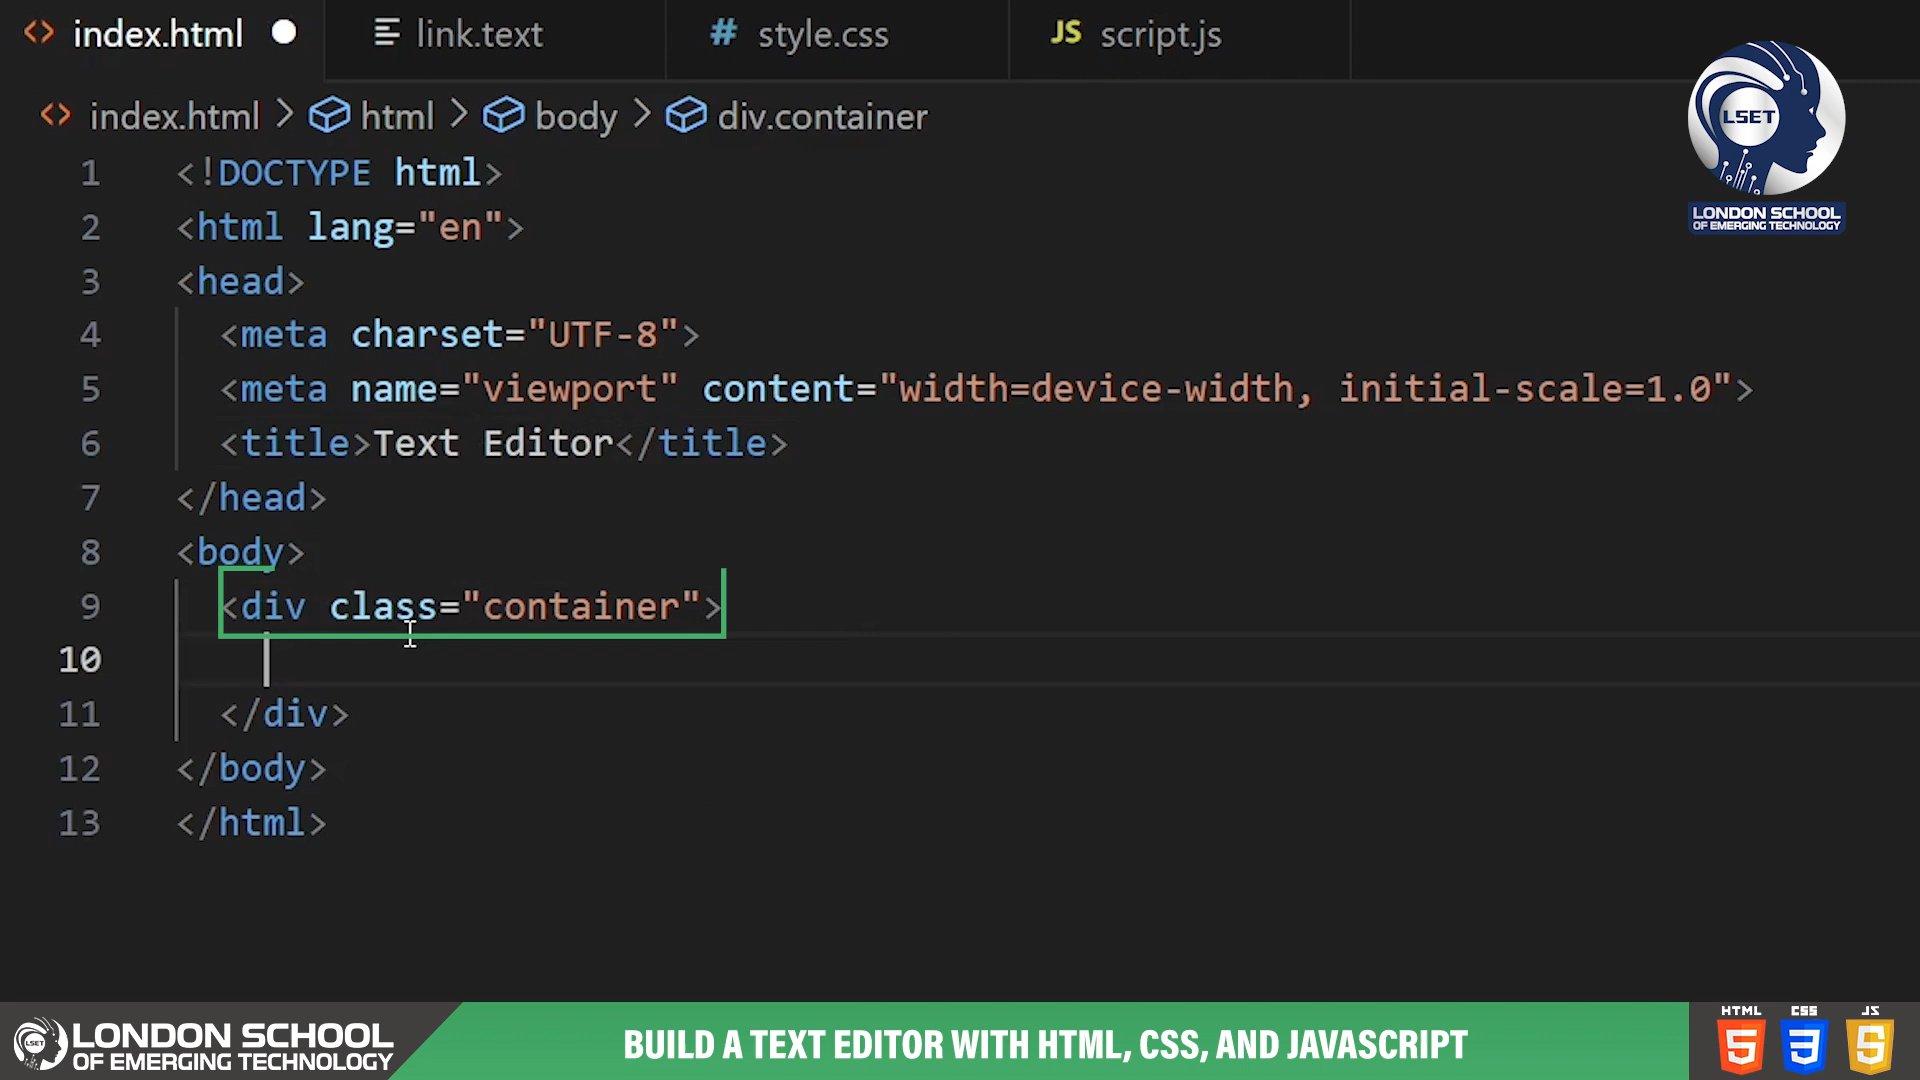 index.html
link.text
# style.css
JS script.js
index.html > html > body > div.container
LSET
LONDON SCHOOL
OF EMERGING TECHNOLOGY
1 <!DOCTYPE html>
2 <html lang="en">
3 <head>
4 <meta charset="UTF-8">
5 <meta name="viewport" content="width=device-width, initial-scale=1.0">
6 <title>Text Editor</title>
7 </head>
8 <body>
9 <div class="container">
10
11 </div>
12 </body>
13 </html>
LSET
LONDON SCHOOL
OF EMERGING TECHNOLOGY
BUILD A TEXT EDITOR WITH HTML, CSS, AND JAVASCRIPT
HTML CSS JS
5 3 S